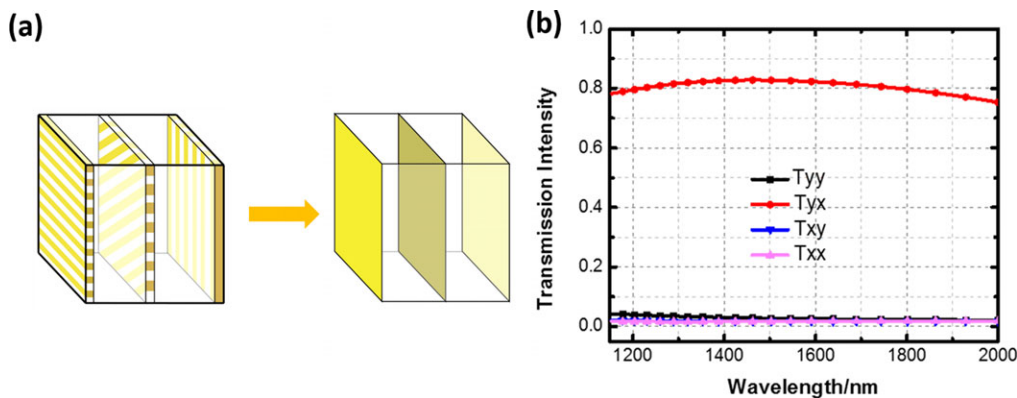 (a)
(b)
1.0
0.8
0.6
0.4
0.2
0.0
Transmission Intensity
Tyy
Tyx
Txy
Txx
1200 1400 1600 1800 2000
Wavelength/nm